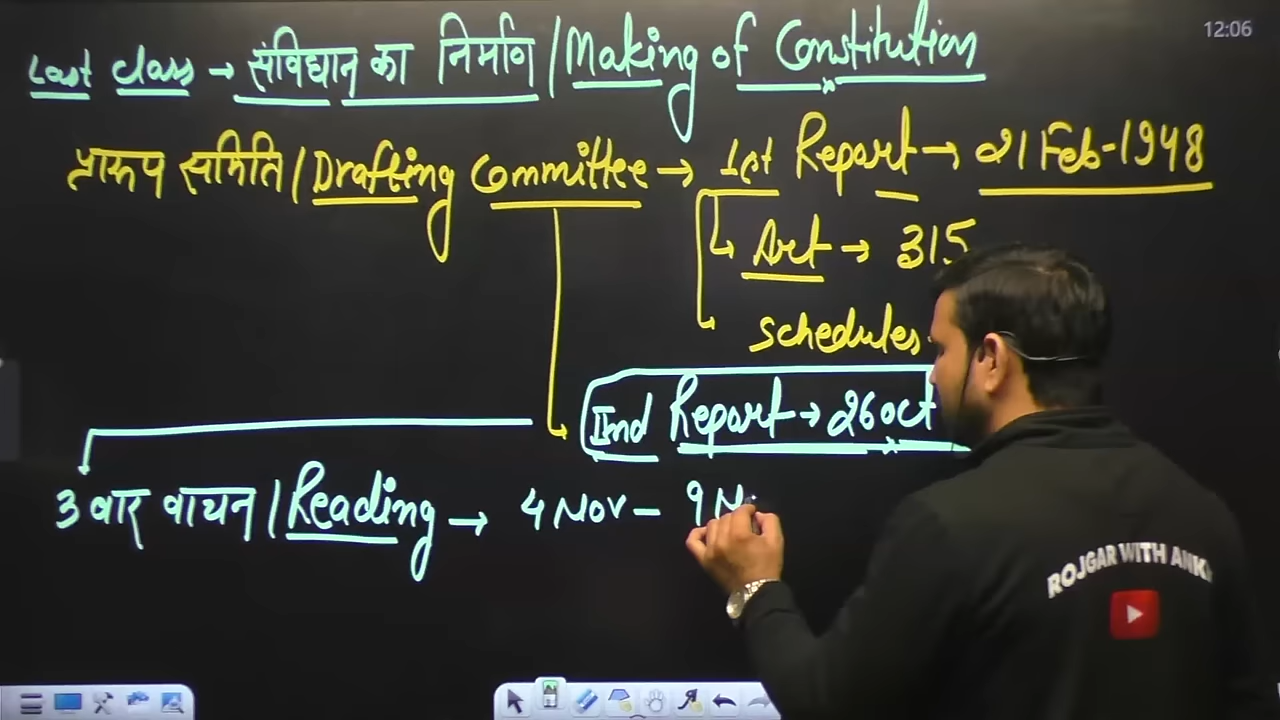 12:06
Last class → संविधान का निर्माण / Making of Constitution
प्रारूप समिति / Drafting Committee → Ist Report → 21 Feb-1948
Art → 315
Schedules
IInd Report → 26 oct
3 बार वाचन / Reading → 4 Nov – 9 N
ROJGAR WITH ANK